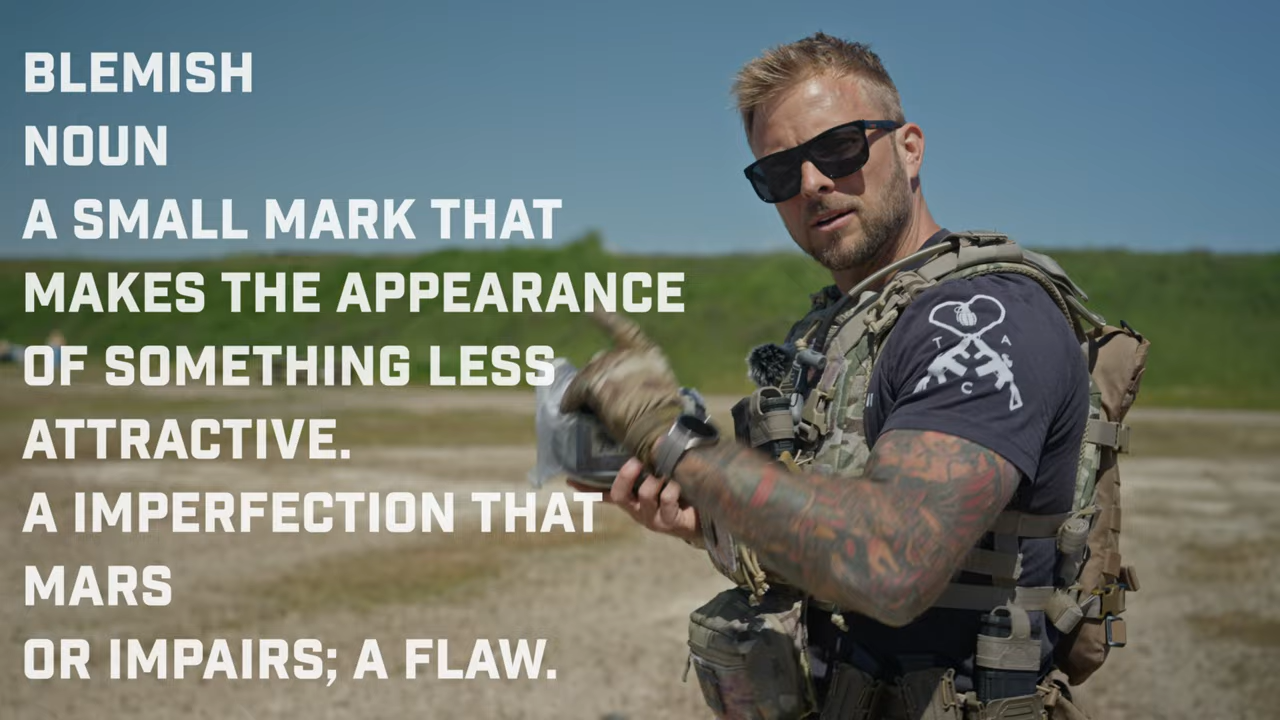 BLEMISH
NOUN
A SMALL MARK THAT
MAKES THE APPEARANCE
OF SOMETHING LESS
ATTRACTIVE.
A IMPERFECTION THAT
MARS
OR IMPAIRS; A FLAW.
T A
C